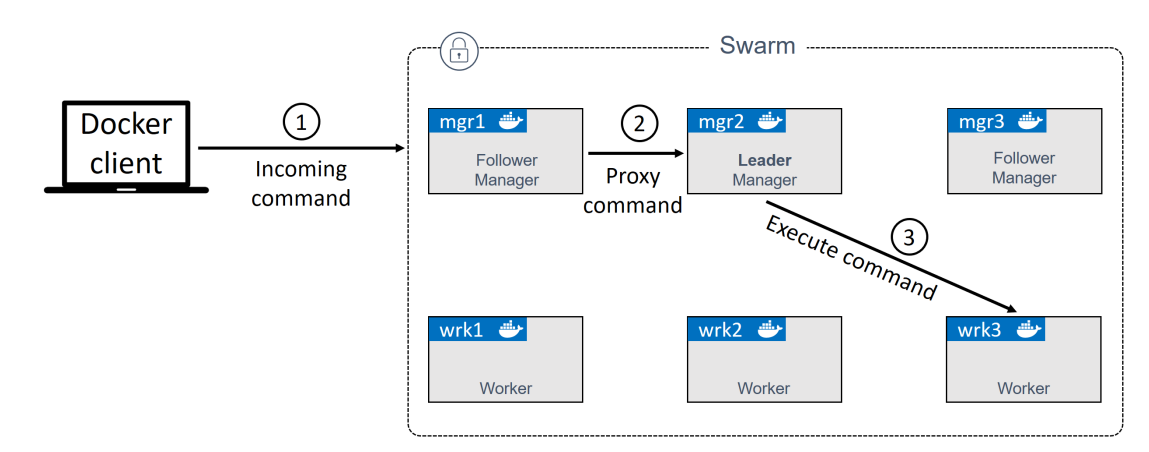 Swarm
Docker
client
1
Incoming
command
mgr1
Follower
Manager
2
Proxy
command
mgr2
Leader
Manager
mgr3
Follower
Manager
3
Execute command
wrk1
Worker
wrk2
Worker
wrk3
Worker